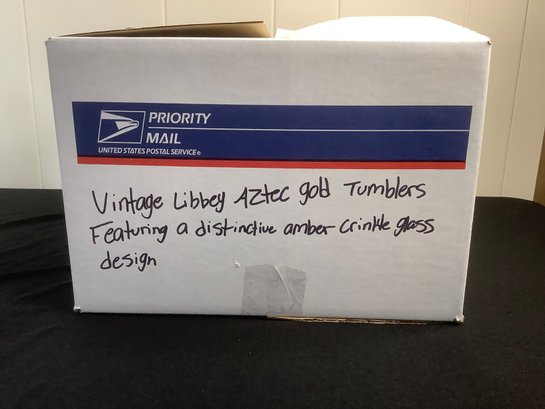 PRIORITY
MAIL
UNITED STATES POSTAL SERVICE®
Vintage Libbey Aztec gold Tumblers
Featuring a distinctive amber Crinkle glass
design